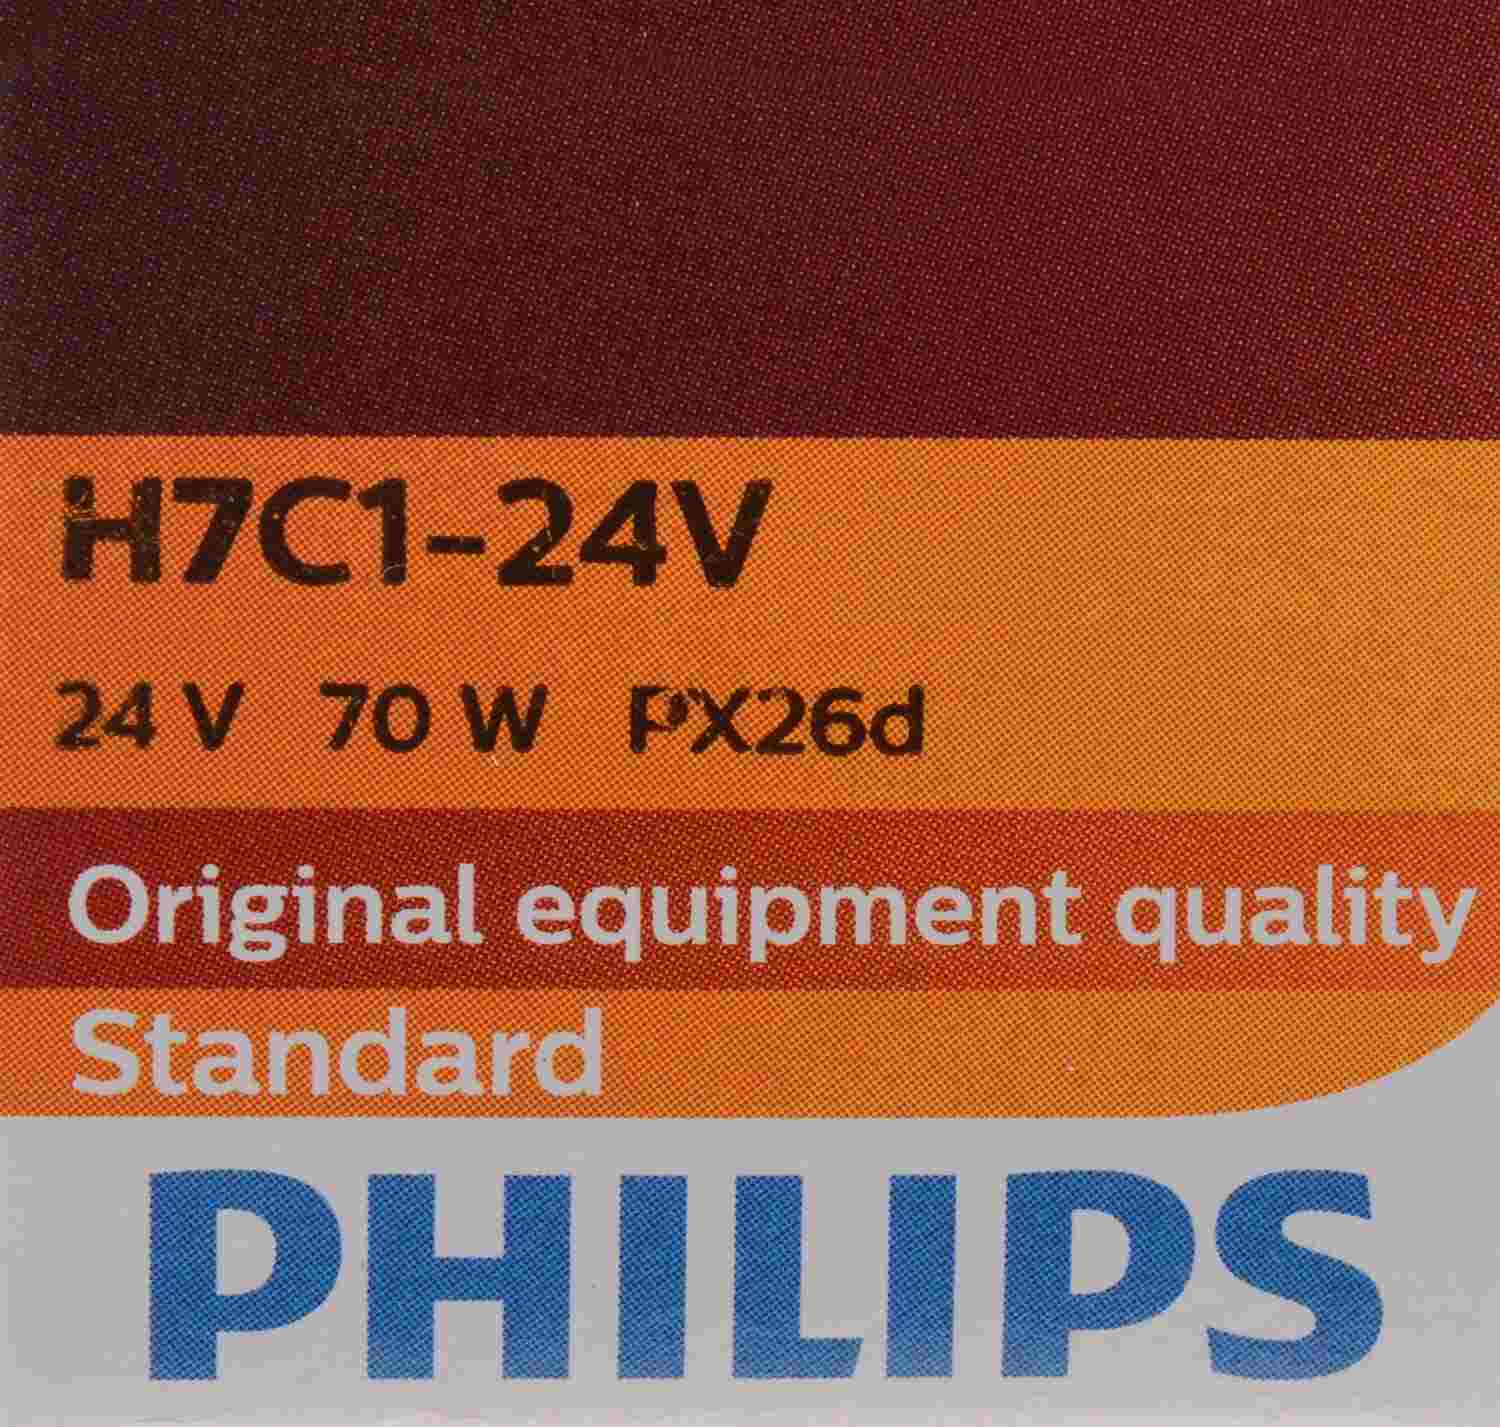 H7C1-24V
24 V 70 W PX26d
Original equipment quality
Standard
PHILIPS